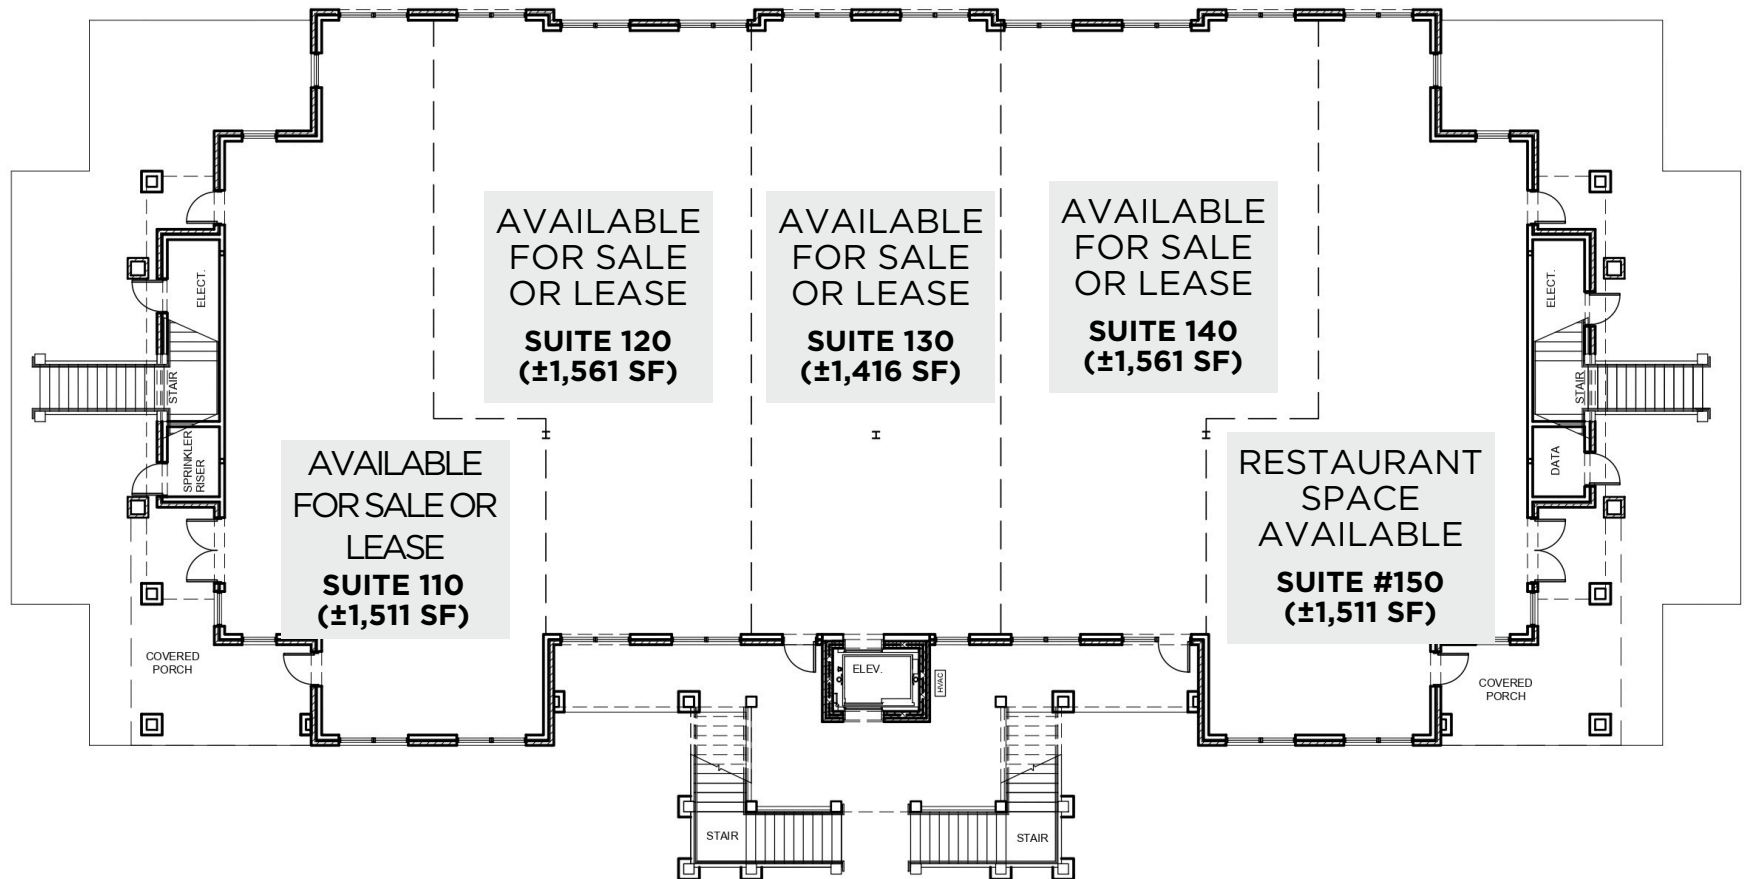 AVAILABLE
FOR SALE
OR LEASE
SUITE 120
(±1,561 SF)
AVAILABLE
FOR SALE
OR LEASE
SUITE 130
(±1,416 SF)
AVAILABLE
FOR SALE
OR LEASE
SUITE 140
(±1,561 SF)
ELECT.
STAIR
SPRINKLER
RISER
ELECT.
STAIR
DATA
AVAILABLE
FOR SALE OR
LEASE
SUITE 110
(±1,511 SF)
RESTAURANT
SPACE
AVAILABLE
SUITE #150
(±1,511 SF)
COVERED
PORCH
ELEV.
HVAC
COVERED
PORCH
STAIR
STAIR